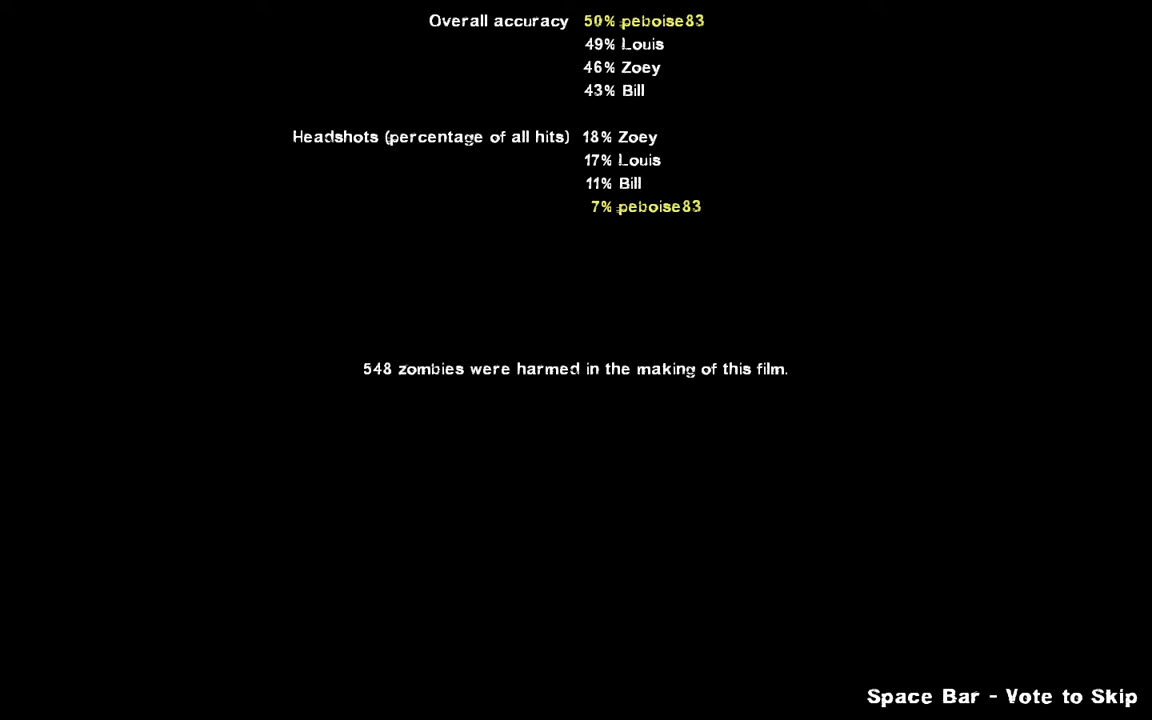 Overall accuracy 50% peboise83
49% Louis
46% Zoey
43% Bill
Headshots (percentage of all hits) 18% Zoey
17% Louis
11% Bill
7% peboise83
548 zombies were harmed in the making of this film.
Space Bar - Vote to Skip